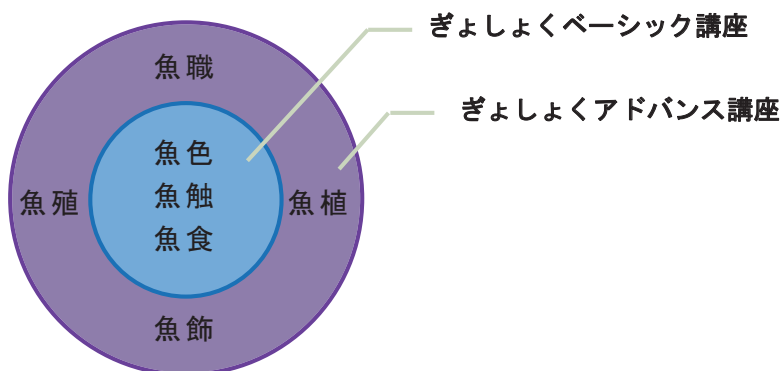 ぎょしょくベーシック講座
ぎょしょくアドバンス講座
魚職
魚色
魚触
魚食
魚殖
魚植
魚飾